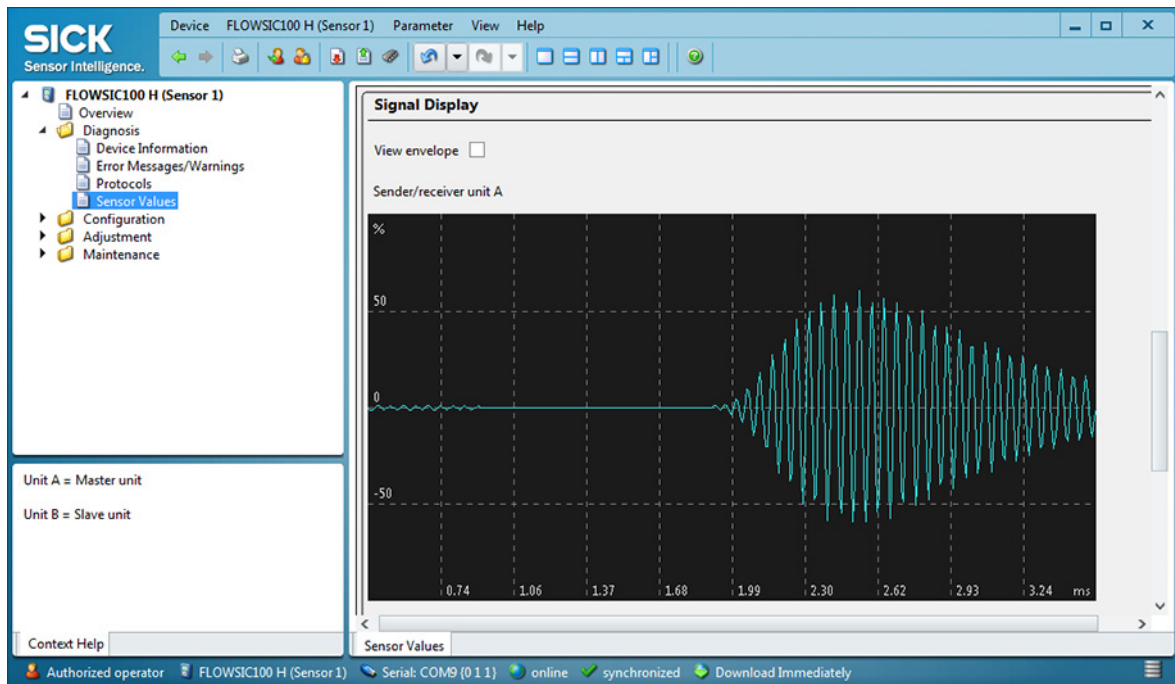 SICK
Sensor Intelligence.
Device FLOWSIC100 H (Sensor 1) Parameter View Help
FLOWSIC100 H (Sensor 1)
Overview
Diagnosis
Device Information
Error Messages/Warnings
Protocols
Sensor Values
Configuration
Adjustment
Maintenance
Unit A = Master unit
Unit B = Slave unit
Context Help
Signal Display
View envelope
Sender/receiver unit A
%
50
0
-50
0.74 1.06 1.37 1.68 1.99 2.30 2.62 2.93 3.24 ms
Sensor Values
Authorized operator FLOWSIC100 H (Sensor 1) Serial: COM9 {0 1 1} online synchronized Download Immediately